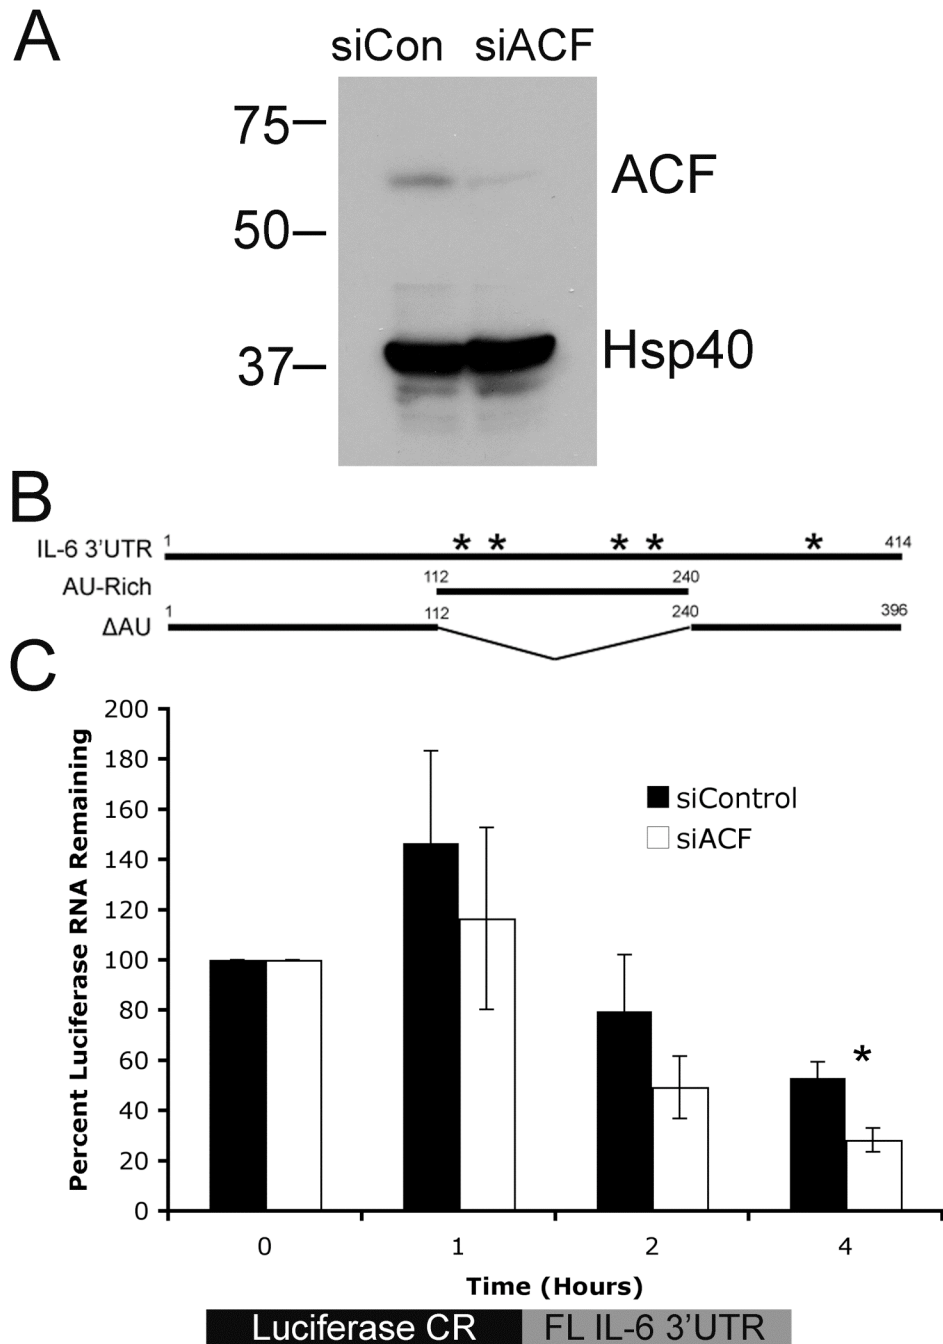 A
siCon siACF
75
ACF
50
Hsp40
37
B
IL-6 3'UTR 1 * * * * * 414
AU-Rich 112 240
ΔAU 1 112 240 396
C
200
180
160
140
120
100
80
60
40
20
0
Percent Luciferase RNA Remaining
siControl
siACF
*
0 1 2 4
Time (Hours)
Luciferase CR FL IL-6 3'UTR